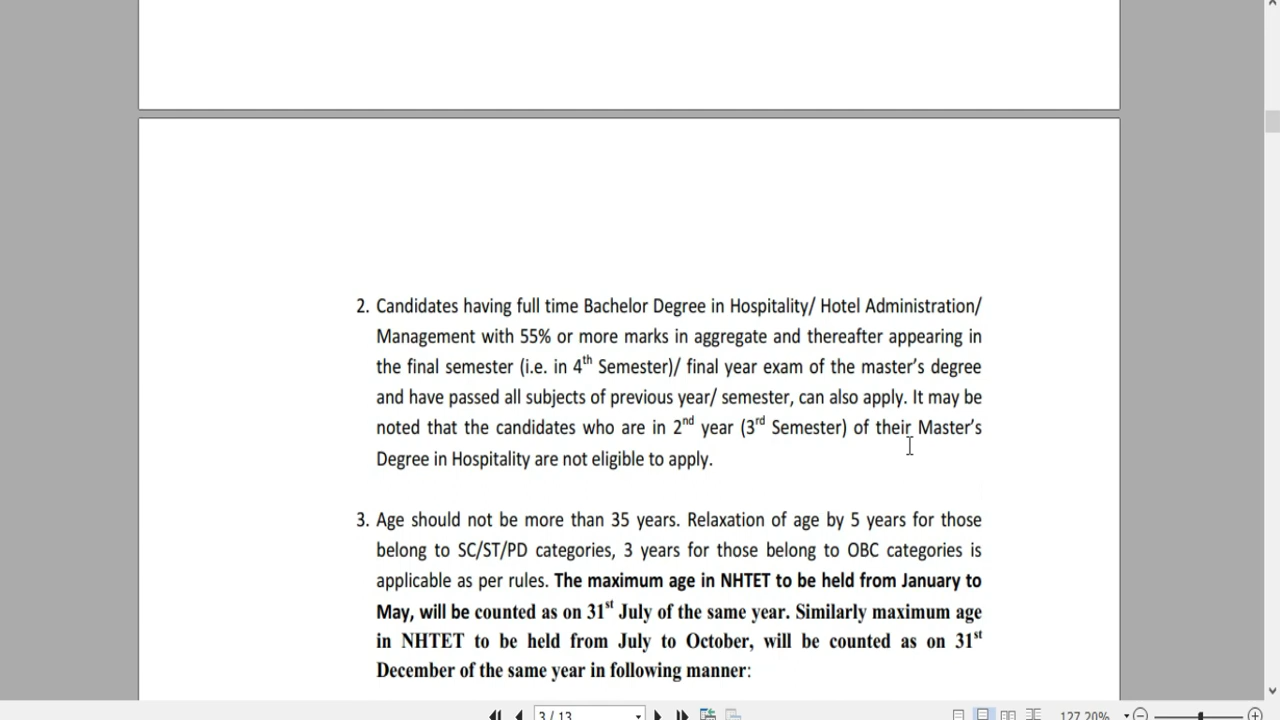 2. Candidates having full time Bachelor Degree in Hospitality/ Hotel Administration/
Management with 55% or more marks in aggregate and thereafter appearing in
the final semester (i.e. in 4th Semester)/ final year exam of the master’s degree
and have passed all subjects of previous year/ semester, can also apply. It may be
noted that the candidates who are in 2nd year (3rd Semester) of their Master’s
Degree in Hospitality are not eligible to apply.
3. Age should not be more than 35 years. Relaxation of age by 5 years for those
belong to SC/ST/PD categories, 3 years for those belong to OBC categories is
applicable as per rules. The maximum age in NHTET to be held from January to
May, will be counted as on 31st July of the same year. Similarly maximum age
in NHTET to be held from July to October, will be counted as on 31st
December of the same year in following manner:
3 / 13 127.20%